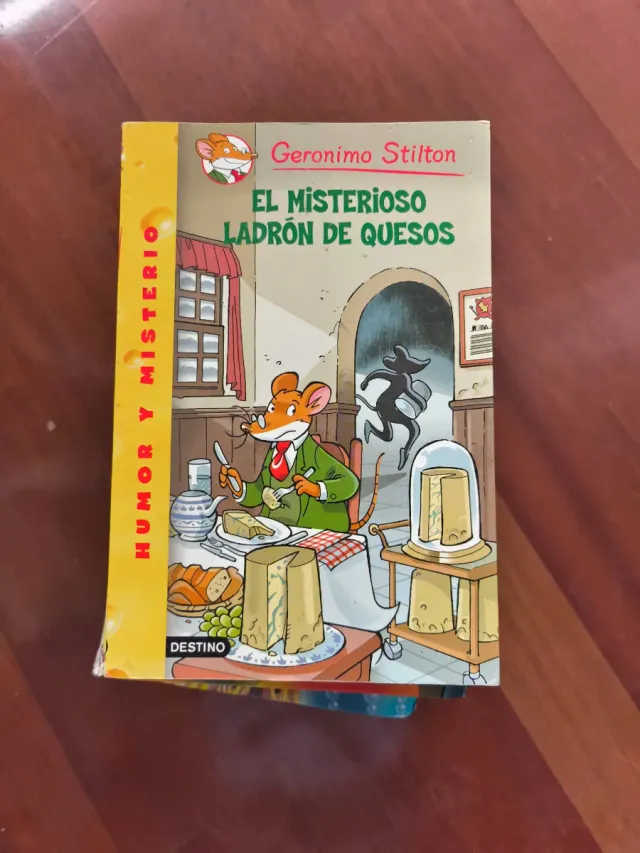 Geronimo Stilton
EL MISTERIOSO
LADRÓN DE QUESOS
HUMOR Y MISTERIO
DESTINO